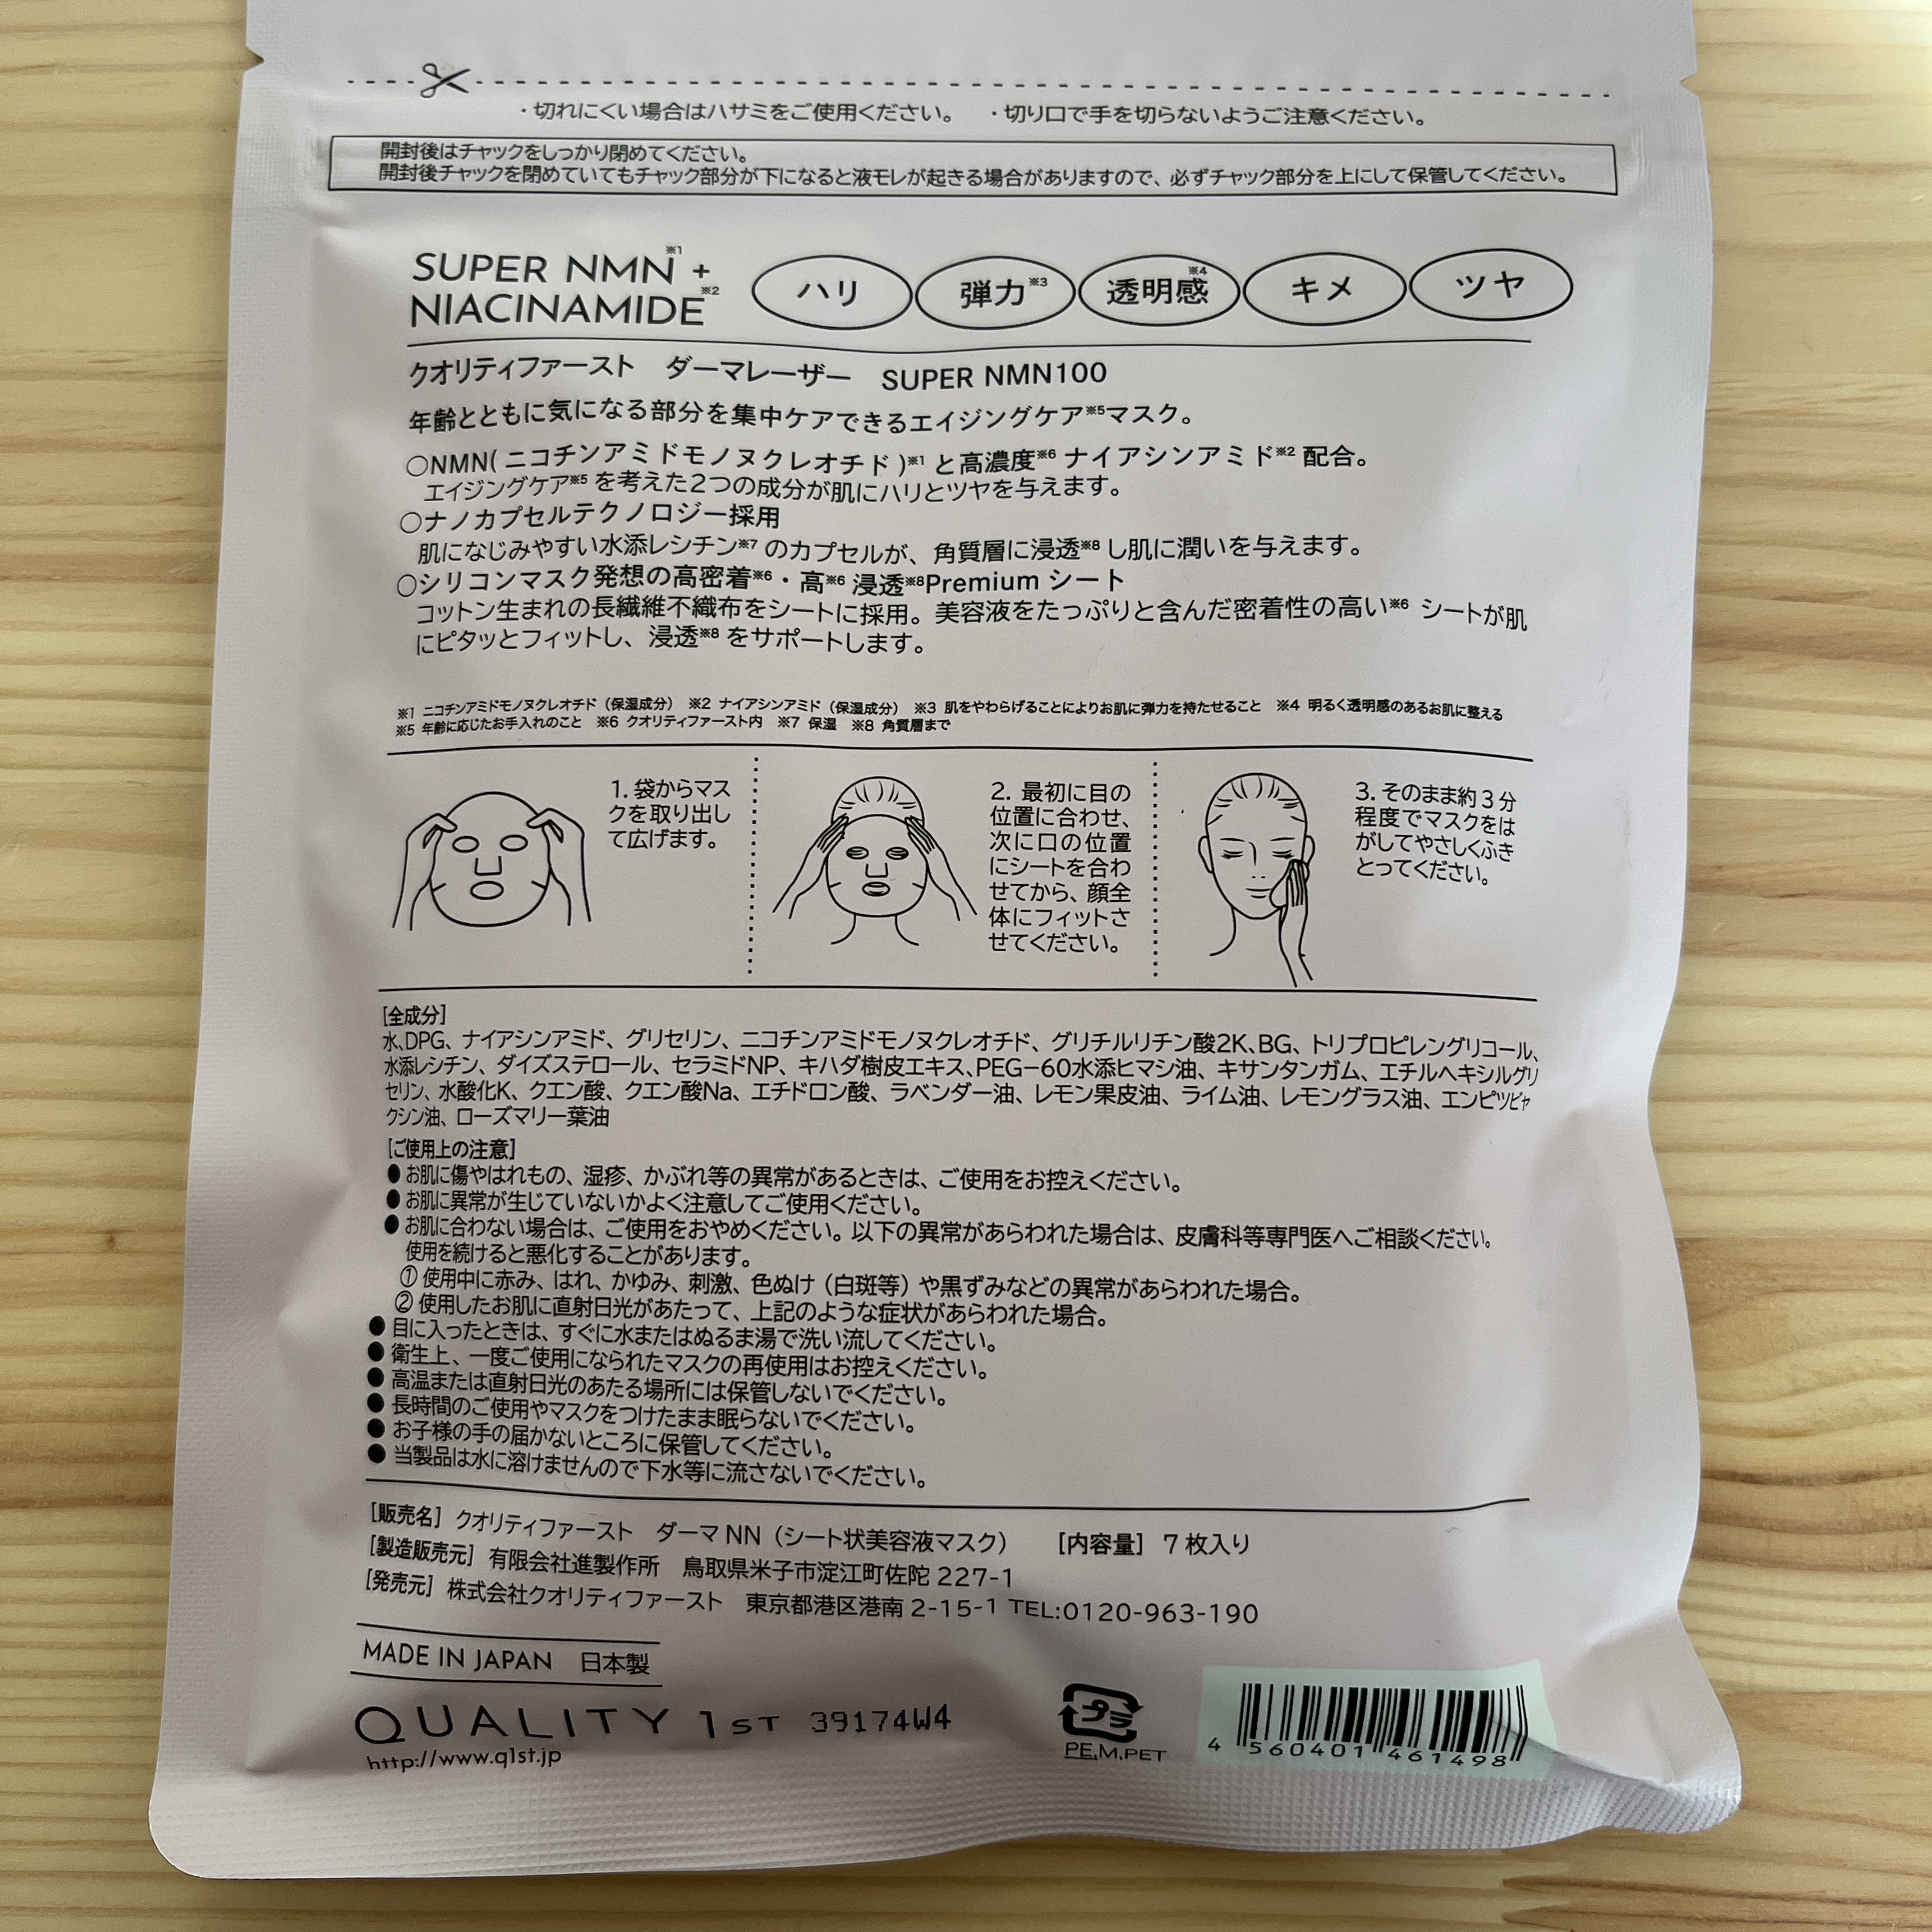 ・切れにくい場合はハサミをご使用ください。 ・切り口で手を切らないようご注意ください。
開封後はチャックをしっかり閉めてください。
開封後チャックを閉めていてもチャック部分が下になると液モレが起きる場合がありますので、必ずチャック部分を上にして保管してください。
SUPER NMN※1 +
NIACINAMIDE※2
ハリ 弾力※3 透明感※4 キメ ツヤ
クオリティファースト ダーマレーザー SUPER NMN100
年齢とともに気になる部分を集中ケアできるエイジングケア※5マスク。
○NMN(ニコチンアミドモノヌクレオチド)※1 と高濃度※6 ナイアシンアミド※2 配合。
エイジングケア※5 を考えた2つの成分が肌にハリとツヤを与えます。
○ナノカプセルテクノロジー採用
肌になじみやすい水添レシチン※7 のカプセルが、角質層に浸透※8 し肌に潤いを与えます。
○シリコンマスク発想の高密着※6・高※6 浸透※8Premium シート
コットン生まれの長繊維不織布をシートに採用。美容液をたっぷりと含んだ密着性の高い※6 シートが肌
にピタッとフィットし、浸透※8 をサポートします。
※1 ニコチンアミドモノヌクレオチド（保湿成分） ※2 ナイアシンアミド（保湿成分） ※3 肌をやわらげることによりお肌に弾力を持たせること ※4 明るく透明感のあるお肌に整える
※5 年齢に応じたお手入れのこと ※6 クオリティファースト内 ※7 保湿 ※8 角質層まで
1. 袋からマス
クを取り出し
て広げます。
2. 最初に目の
位置に合わせ、
次に口の位置
にシートを合わ
せてから、顔全
体にフィットさ
せてください。
3. そのまま約3分
程度でマスクをは
がしてやさしくふき
とってください。
[全成分]
水、DPG、ナイアシンアミド、グリセリン、ニコチンアミドモノヌクレオチド、グリチルリチン酸2K、BG、トリプロピレングリコール、
水添レシチン、ダイズステロール、セラミドNP、キハダ樹皮エキス、PEG-60水添ヒマシ油、キサンタンガム、エチルヘキシルグリ
セリン、水酸化K、クエン酸、クエン酸Na、エチドロン酸、ラベンダー油、レモン果皮油、ライム油、レモングラス油、エンピツビャ
クシン油、ローズマリー葉油
[ご使用上の注意]
●お肌に傷やはれもの、湿疹、かぶれ等の異常があるときは、ご使用をお控えください。
●お肌に異常が生じていないかよく注意してご使用ください。
●お肌に合わない場合は、ご使用をおやめください。以下の異常があらわれた場合は、皮膚科等専門医へご相談ください。
使用を続けると悪化することがあります。
①使用中に赤み、はれ、かゆみ、刺激、色ぬけ（白斑等）や黒ずみなどの異常があらわれた場合。
②使用したお肌に直射日光があたって、上記のような症状があらわれた場合。
●目に入ったときは、すぐに水またはぬるま湯で洗い流してください。
●衛生上、一度ご使用になられたマスクの再使用はお控えください。
●高温または直射日光のあたる場所には保管しないでください。
●長時間のご使用やマスクをつけたまま眠らないでください。
●お子様の手の届かないところに保管してください。
●当製品は水に溶けませんので下水等に流さないでください。
[販売名] クオリティファースト ダーマ NN（シート状美容液マスク） [内容量] 7 枚入り
[製造販売元] 有限会社進製作所 鳥取県米子市淀江町佐陀 227-1
[発売元] 株式会社クオリティファースト 東京都港区港南 2-15-1 TEL:0120-963-190
MADE IN JAPAN 日本製
QUALITY 1ST 39174W4
http://www.q1st.jp
プラ
PE,M,PET
4 560401 461498